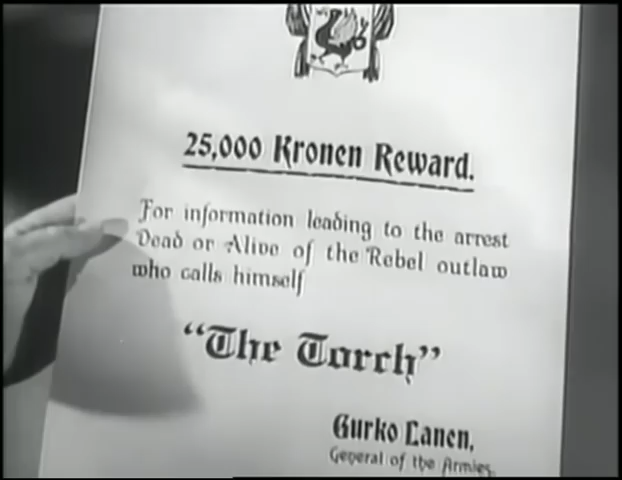 25,000 Kronen Reward.
For information leading to the arrest
Dead or Alive of the Rebel outlaw
who calls himself
"The Torch"
Gurko Lanen,
General of the Armies.